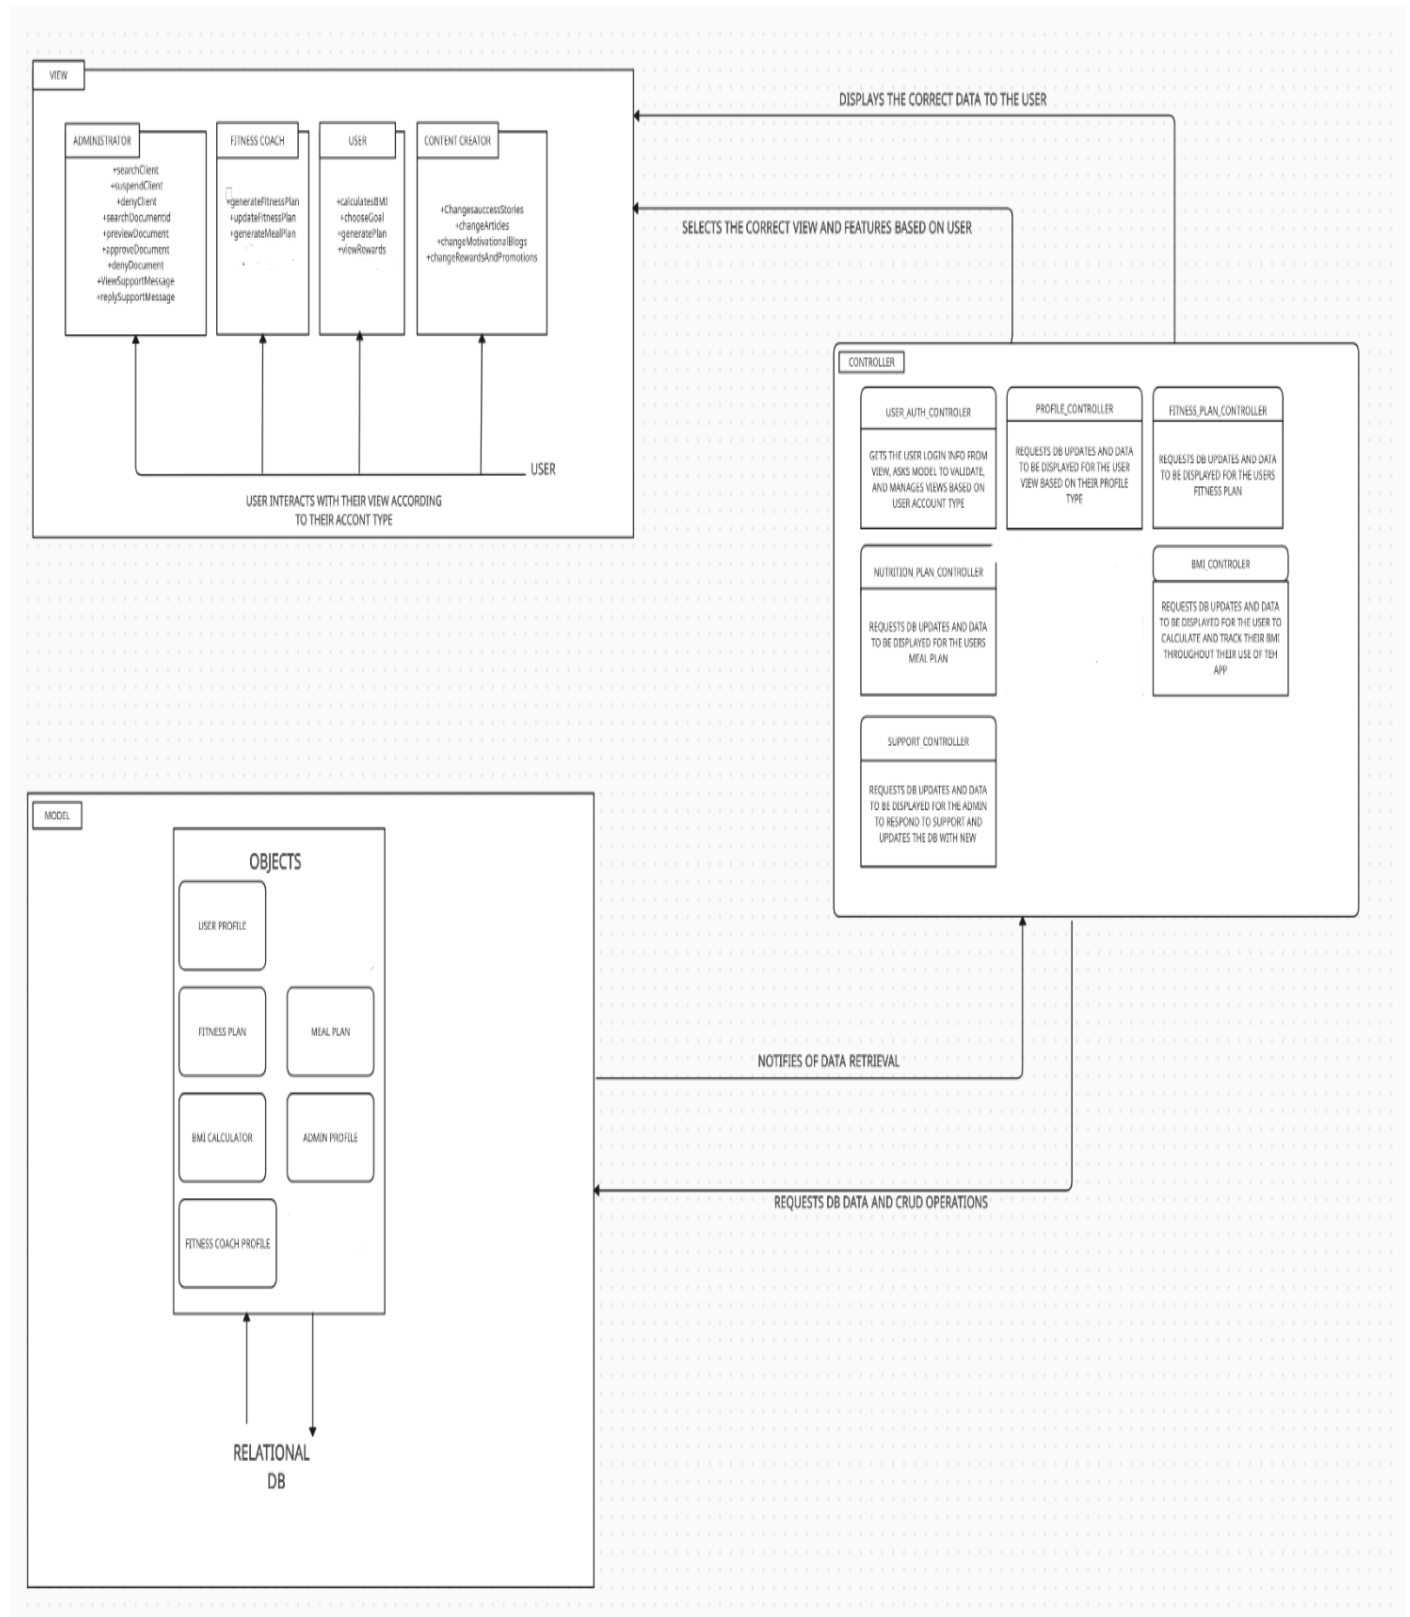 VIEW
DISPLAYS THE CORRECT DATA TO THE USER
ADMINISTRATOR
+searchClient
+suspendClient
+denyClient
+searchDocumentid
+previewDocument
+approveDocument
+denyDocument
+ViewSupportMessage
+replySupportMessage
FITNESS COACH
+generateFitnessPlan
+updateFitnessPlan
+generateMealPlan
USER
+calculatesBMI
+chooseGoal
+generatePlan
+viewRewards
CONTENT CREATOR
+ChangesauccessStories
+changeArticles
+changeMotivationalBlogs
+changeRewardsAndPromotions
SELECTS THE CORRECT VIEW AND FEATURES BASED ON USER
USER
USER INTERACTS WITH THEIR VIEW ACCORDING
TO THEIR ACCONT TYPE
CONTROLLER
USER_AUTH_CONTROLER
GETS THE USER LOGIN INFO FROM
VIEW, ASKS MODEL TO VALIDATE,
AND MANAGES VIEWS BASED ON
USER ACCOUNT TYPE
PROFILE_CONTROLLER
REQUESTS DB UPDATES AND DATA
TO BE DISPLAYED FOR THE USER
VIEW BASED ON THEIR PROFILE
TYPE
FITNESS_PLAN_CONTROLLER
REQUESTS DB UPDATES AND DATA
TO BE DISPLAYED FOR THE USERS
FITNESS PLAN
NUTRITION_PLAN_CONTROLLER
REQUESTS DB UPDATES AND DATA
TO BE DISPLAYED FOR THE USERS
MEAL PLAN
BMI_CONTROLER
REQUESTS DB UPDATES AND DATA
TO BE DISPLAYED FOR THE USER TO
CALCULATE AND TRACK THEIR BMI
THROUGHOUT THEIR USE OF TEH
APP
SUPPORT_CONTROLLER
REQUESTS DB UPDATES AND DATA
TO BE DISPLAYED FOR THE ADMIN
TO RESPOND TO SUPPORT AND
UPDATES THE DB WITH NEW
MODEL
OBJECTS
USER PROFILE
FITNESS PLAN
MEAL PLAN
BMI CALCULATOR
ADMIN PROFILE
FITNESS COACH PROFILE
RELATIONAL
DB
NOTIFIES OF DATA RETRIEVAL
REQUESTS DB DATA AND CRUD OPERATIONS